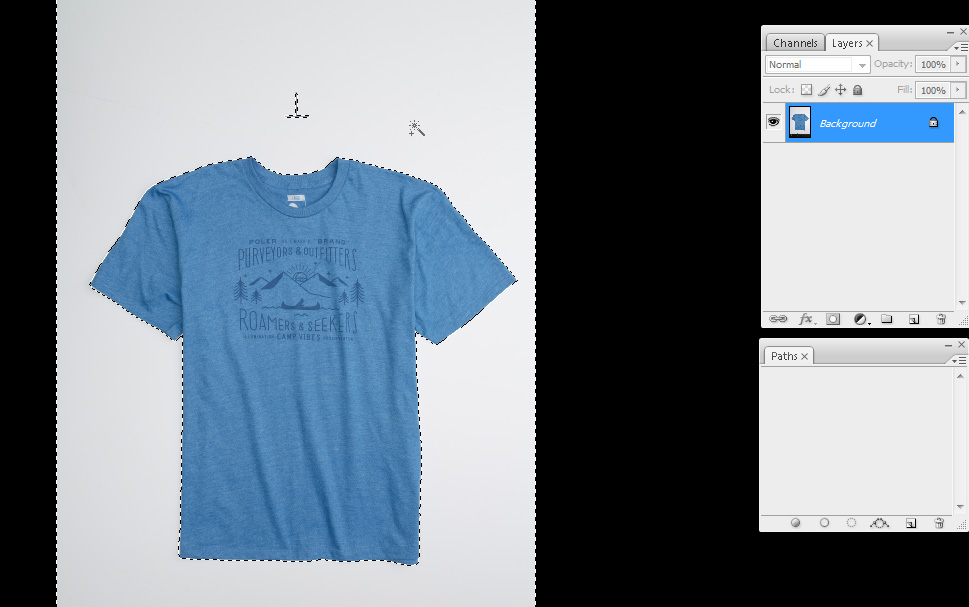 Channels
Layers
Normal
Opacity:
100%
Lock:
Fill:
100%
Background
Paths
POLER
BRAND
PURVEYORS & OUTFITTERS
ROAMERS & SEEKERS
CAMP VIBES